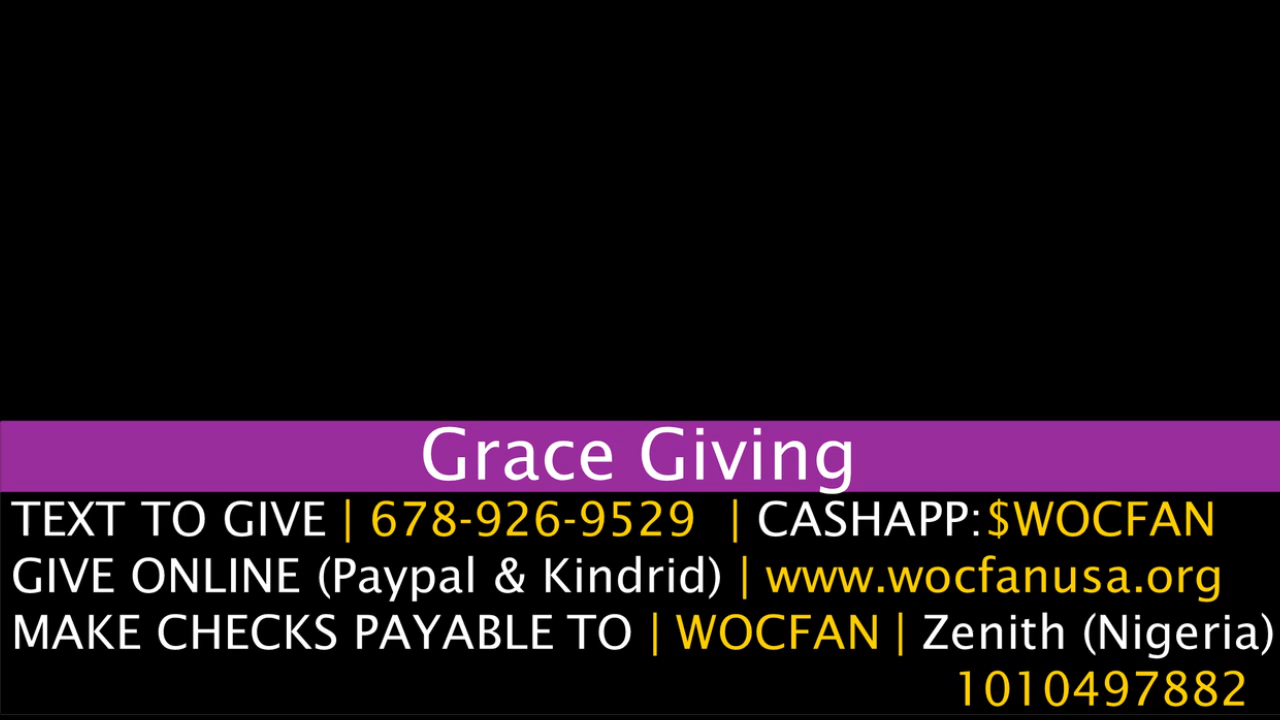 Grace Giving
TEXT TO GIVE | 678-926-9529 | CASHAPP: $WOCFAN
GIVE ONLINE (Paypal & Kindrid) | www.wocfanusa.org
MAKE CHECKS PAYABLE TO | WOCFAN | Zenith (Nigeria)
1010497882